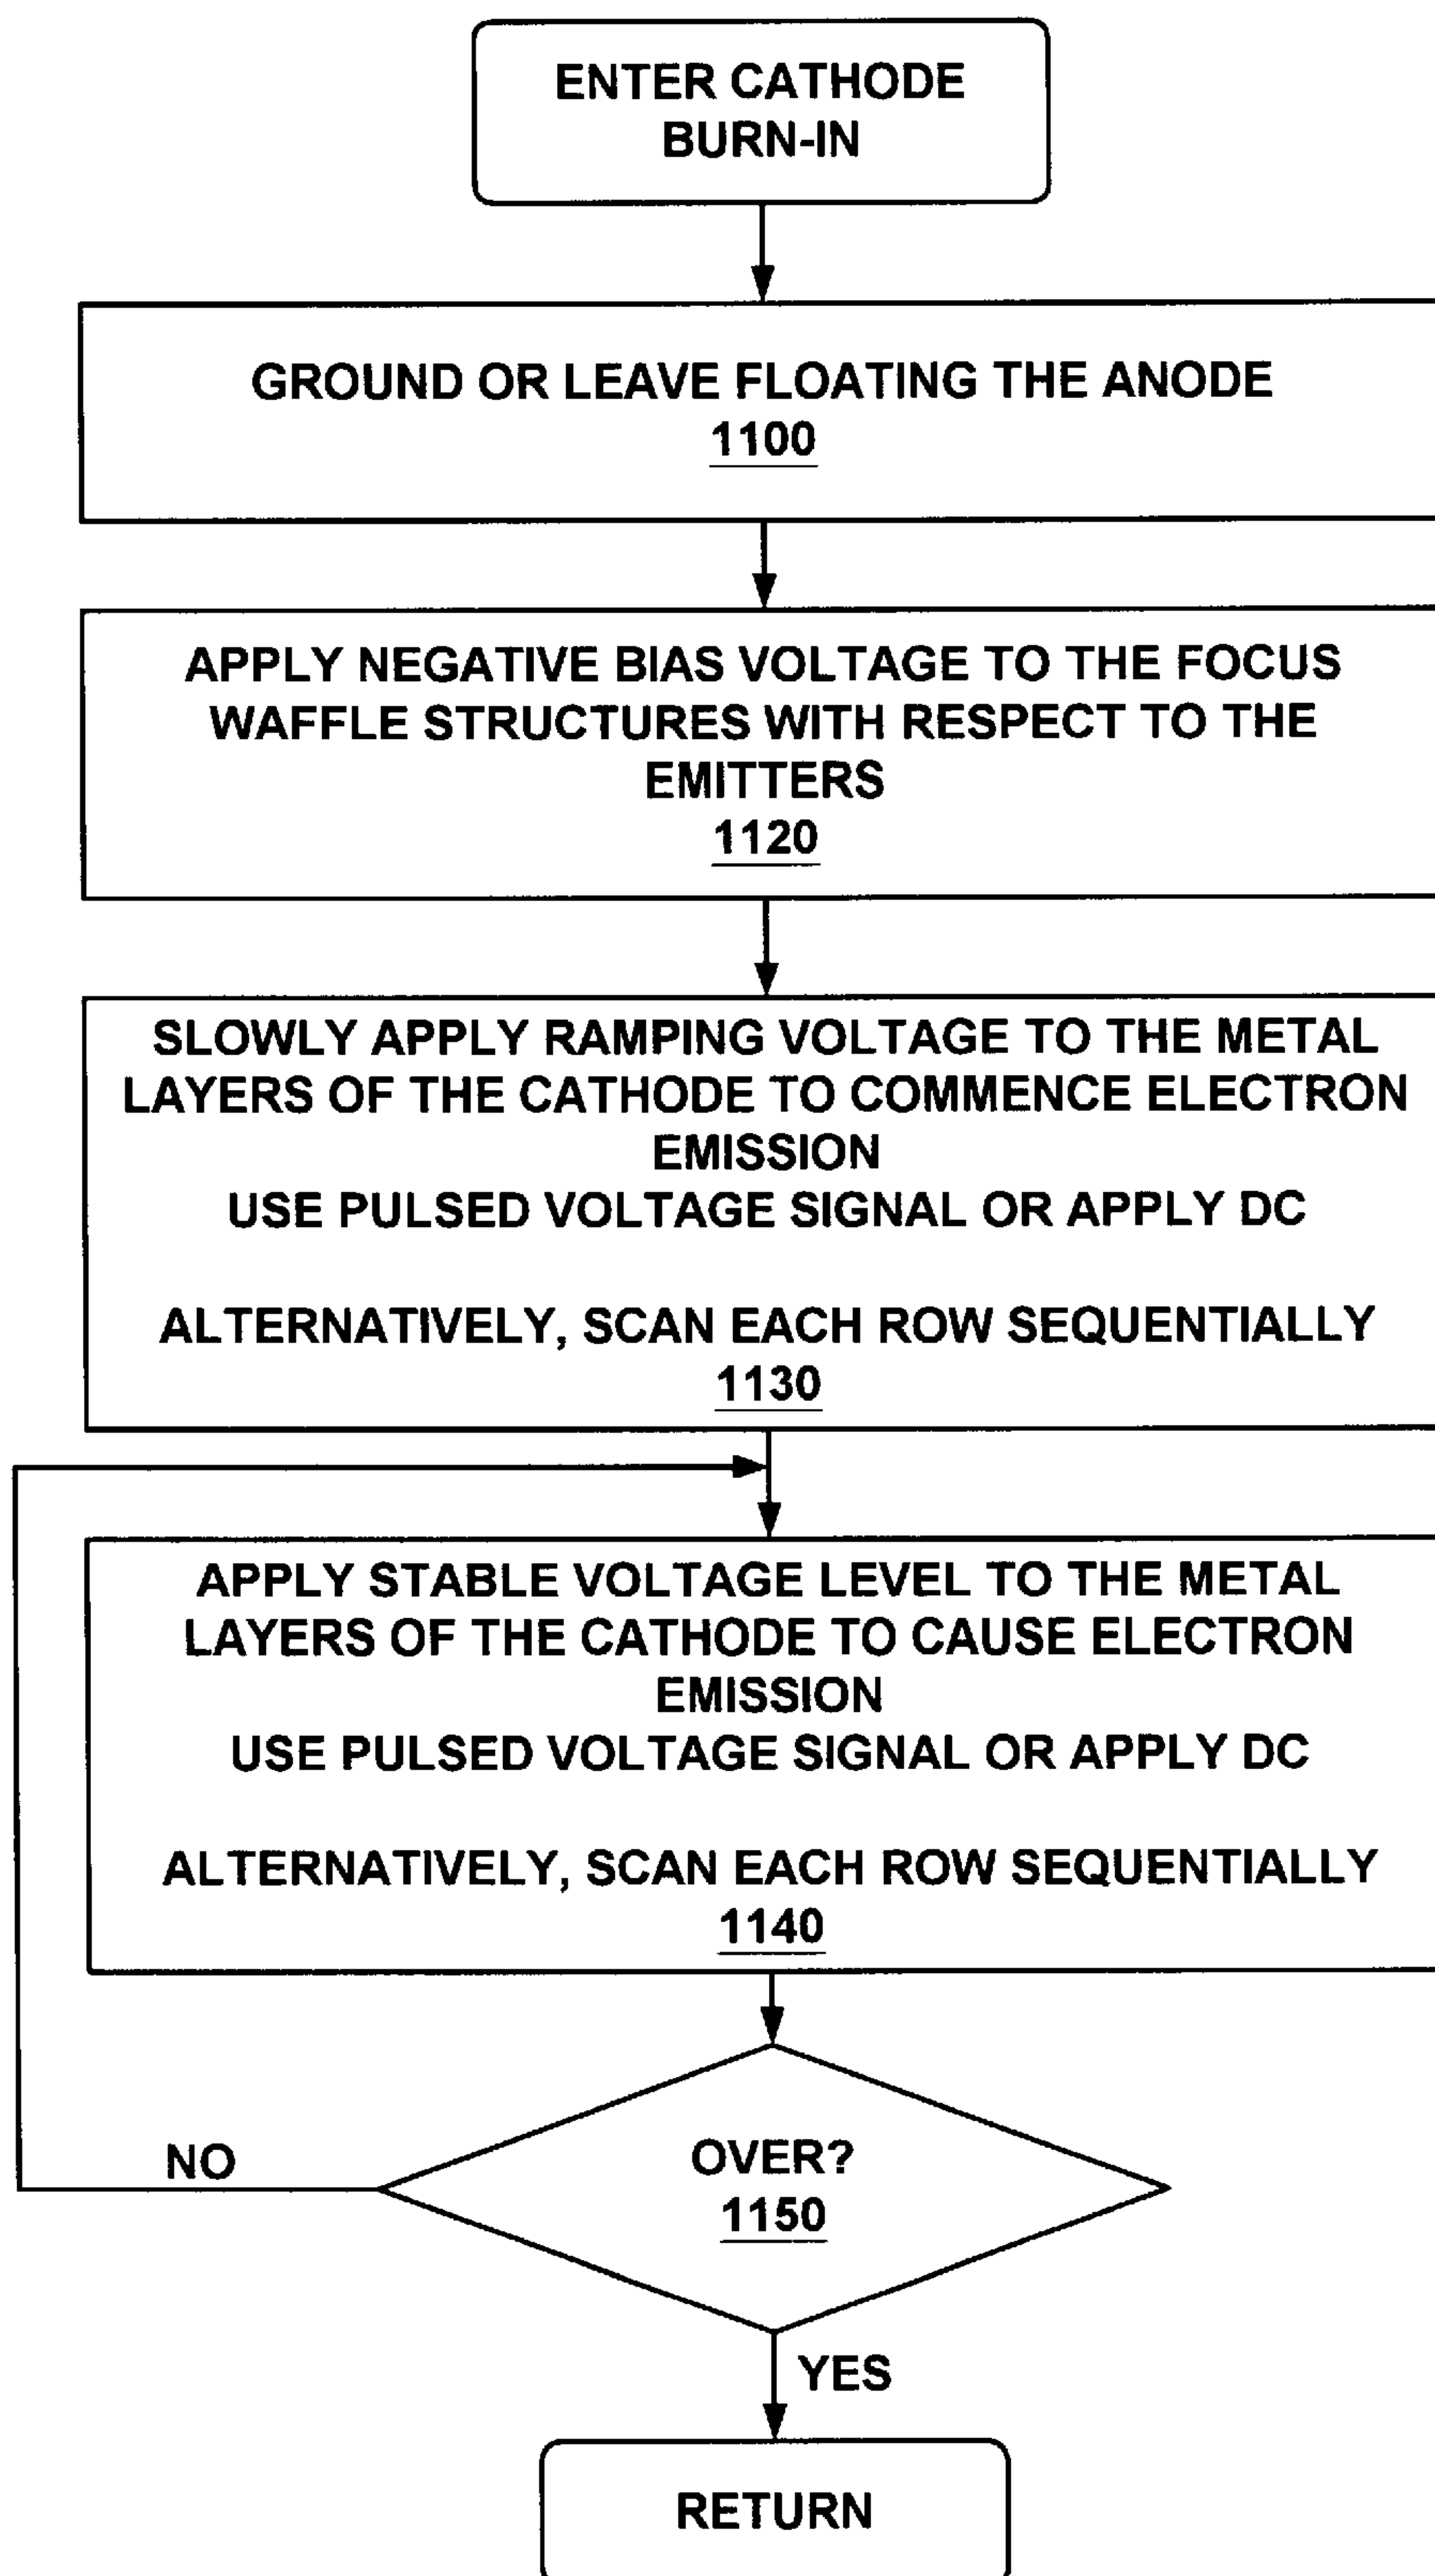 ENTER CATHODE
BURN-IN
GROUND OR LEAVE FLOATING THE ANODE
1100
APPLY NEGATIVE BIAS VOLTAGE TO THE FOCUS
WAFFLE STRUCTURES WITH RESPECT TO THE
EMITTERS
1120
SLOWLY APPLY RAMPING VOLTAGE TO THE METAL
LAYERS OF THE CATHODE TO COMMENCE ELECTRON
EMISSION
USE PULSED VOLTAGE SIGNAL OR APPLY DC
ALTERNATIVELY, SCAN EACH ROW SEQUENTIALLY
1130
APPLY STABLE VOLTAGE LEVEL TO THE METAL
LAYERS OF THE CATHODE TO CAUSE ELECTRON
EMISSION
USE PULSED VOLTAGE SIGNAL OR APPLY DC
ALTERNATIVELY, SCAN EACH ROW SEQUENTIALLY
1140
OVER?
1150
NO
YES
RETURN